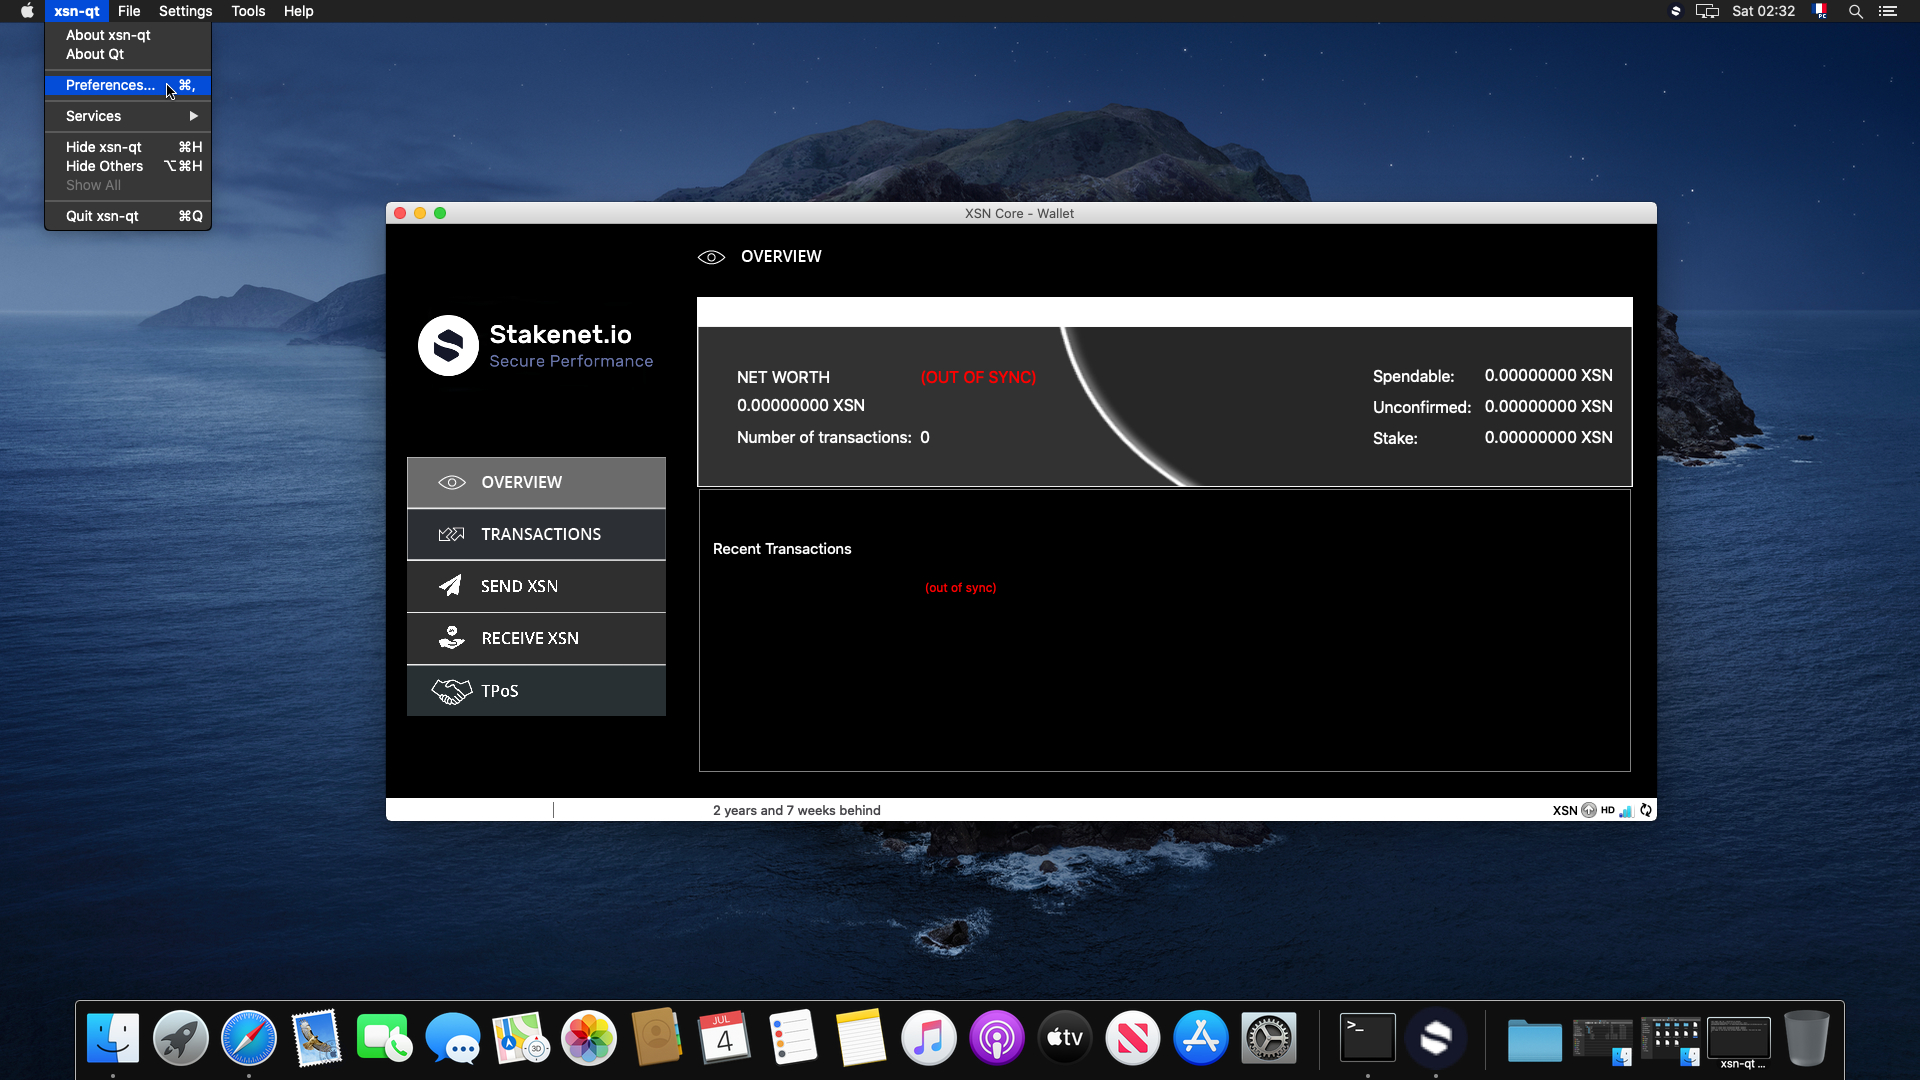 xsn-qt File Settings Tools Help
Sat 02:32
PC
About xsn-qt
About Qt
Preferences... ⌘,
Services ▶
Hide xsn-qt ⌘H
Hide Others ⌥⌘H
Show All
Quit xsn-qt ⌘Q
XSN Core - Wallet
OVERVIEW
Stakenet.io
Secure Performance
NET WORTH (OUT OF SYNC)
0.00000000 XSN
Number of transactions: 0
Spendable: 0.00000000 XSN
Unconfirmed: 0.00000000 XSN
Stake: 0.00000000 XSN
OVERVIEW
TRANSACTIONS
SEND XSN
RECEIVE XSN
TPoS
Recent Transactions
(out of sync)
2 years and 7 weeks behind
XSN HD
3D
JUL
4
tv
>_
xsn-qt ...